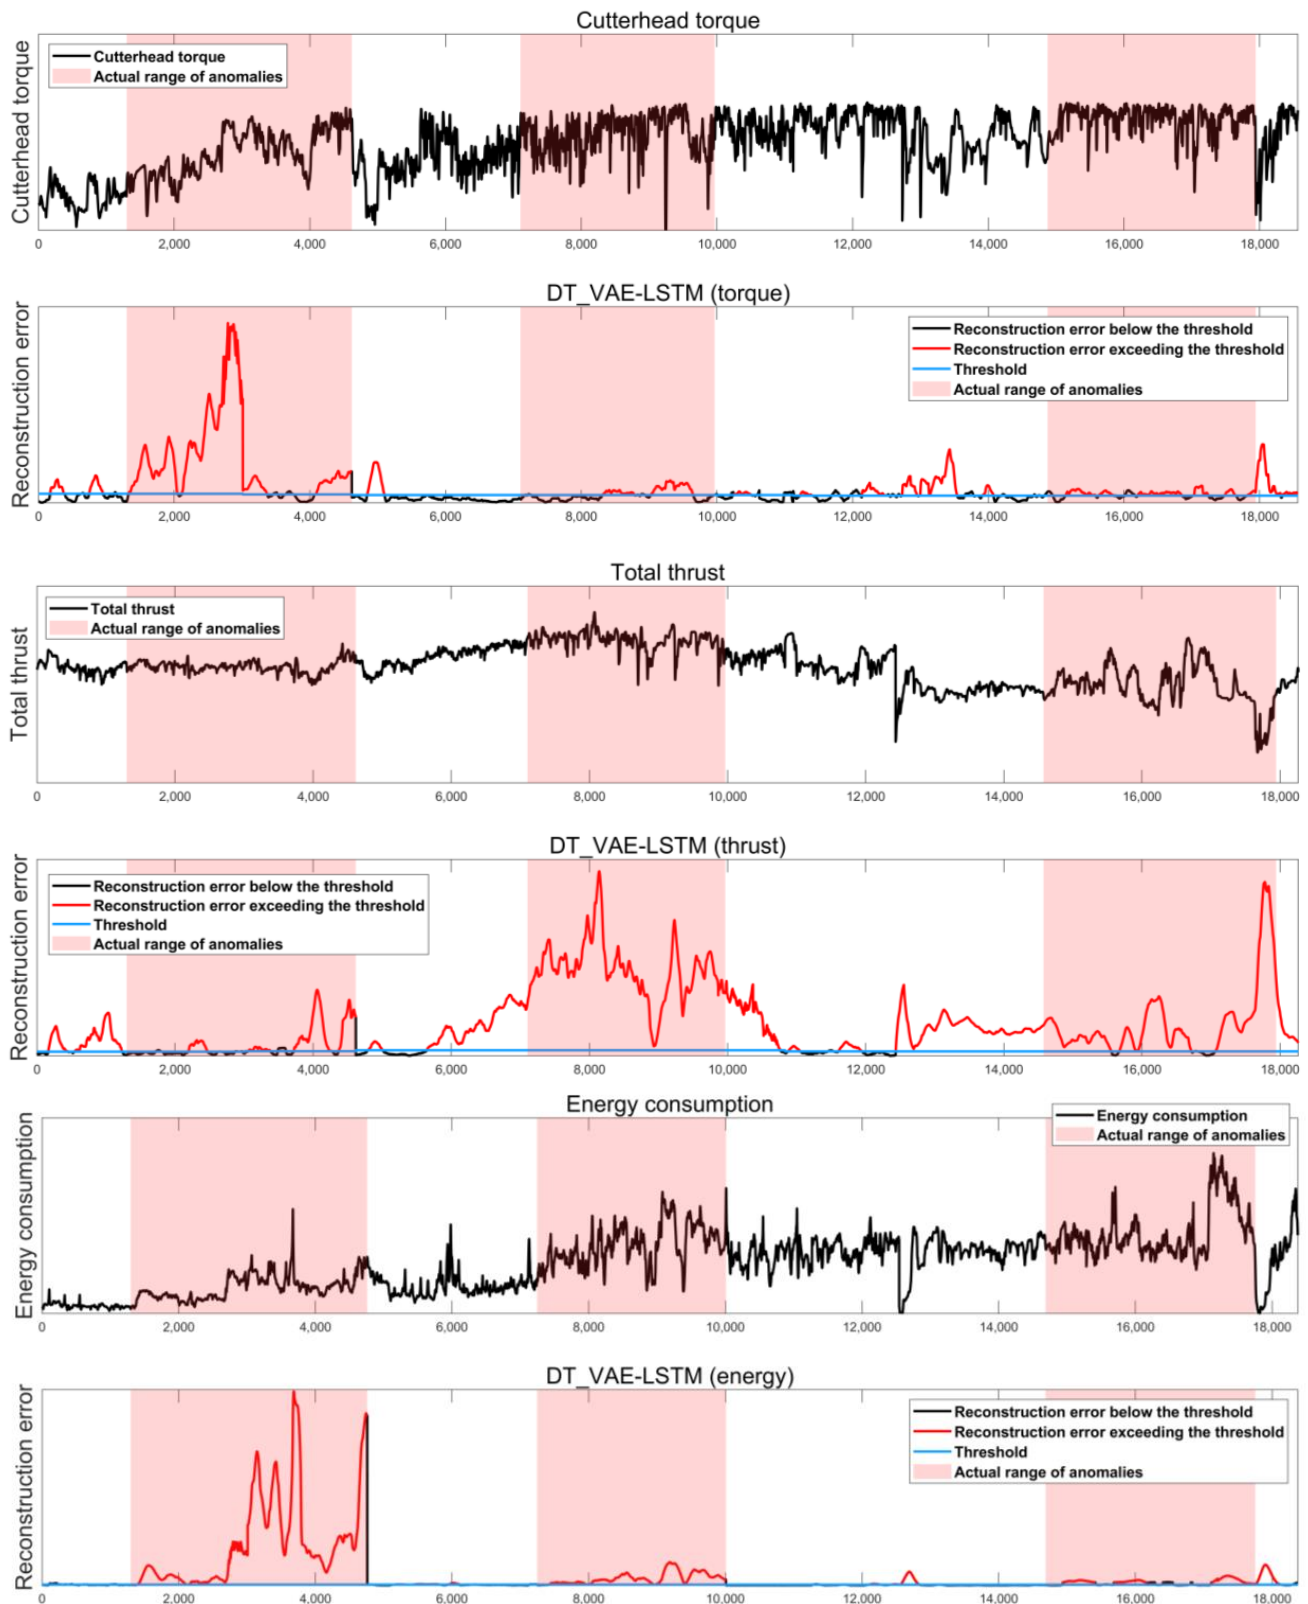 Cutterhead torque
Cutterhead torque
Cutterhead torque
Actual range of anomalies
0 2,000 4,000 6,000 8,000 10,000 12,000 14,000 16,000 18,000
DT_VAE-LSTM (torque)
Reconstruction error
Reconstruction error below the threshold
Reconstruction error exceeding the threshold
Threshold
Actual range of anomalies
0 2,000 4,000 6,000 8,000 10,000 12,000 14,000 16,000 18,000
Total thrust
Total thrust
Total thrust
Actual range of anomalies
0 2,000 4,000 6,000 8,000 10,000 12,000 14,000 16,000 18,000
DT_VAE-LSTM (thrust)
Reconstruction error
Reconstruction error below the threshold
Reconstruction error exceeding the threshold
Threshold
Actual range of anomalies
0 2,000 4,000 6,000 8,000 10,000 12,000 14,000 16,000 18,000
Energy consumption
Energy consumption
Energy consumption
Actual range of anomalies
0 2,000 4,000 6,000 8,000 10,000 12,000 14,000 16,000 18,000
DT_VAE-LSTM (energy)
Reconstruction error
Reconstruction error below the threshold
Reconstruction error exceeding the threshold
Threshold
Actual range of anomalies
0 2,000 4,000 6,000 8,000 10,000 12,000 14,000 16,000 18,000